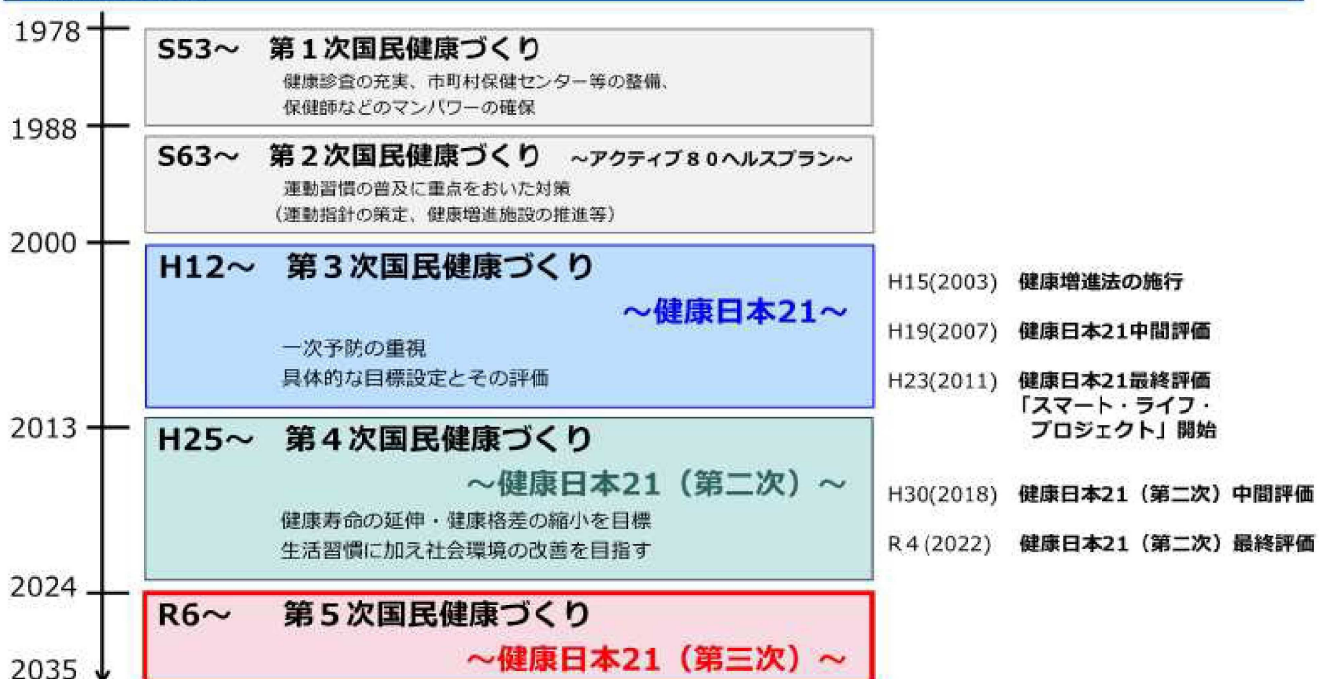 1978
S53～　第１次国民健康づくり
健康診査の充実、市町村保健センター等の整備、
保健師などのマンパワーの確保
1988
S63～　第２次国民健康づくり　～アクティブ８０ヘルスプラン～
運動習慣の普及に重点をおいた対策
（運動指針の策定、健康増進施設の推進等）
2000
H12～　第３次国民健康づくり
～健康日本21～
一次予防の重視
具体的な目標設定とその評価
H15(2003)　健康増進法の施行
H19(2007)　健康日本21中間評価
H23(2011)　健康日本21最終評価
「スマート・ライフ・
プロジェクト」開始
2013
H25～　第４次国民健康づくり
～健康日本21（第二次）～
健康寿命の延伸・健康格差の縮小を目標
生活習慣に加え社会環境の改善を目指す
H30(2018)　健康日本21（第二次）中間評価
R４(2022)　健康日本21（第二次）最終評価
2024
R6～　第５次国民健康づくり
～健康日本21（第三次）～
2035